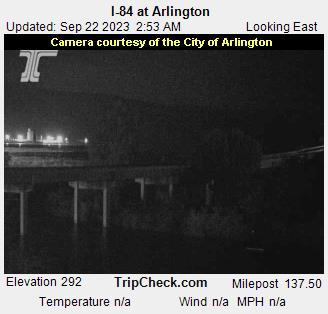 I-84 at Arlington
Updated: Sep 22 2023 2:53 AM Looking East
Camera courtesy of the City of Arlington
Elevation 292 TripCheck.com Milepost 137.50
Temperature n/a Wind n/a MPH n/a